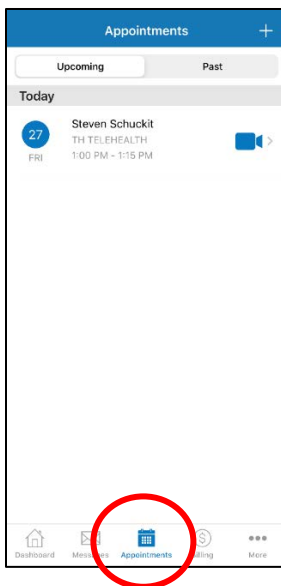 Appointments +
Upcoming Past
Today
27 Steven Schuckit
TH TELEHEALTH
FRI 1:00 PM - 1:15 PM
Dashboard Messages Appointments Billing More